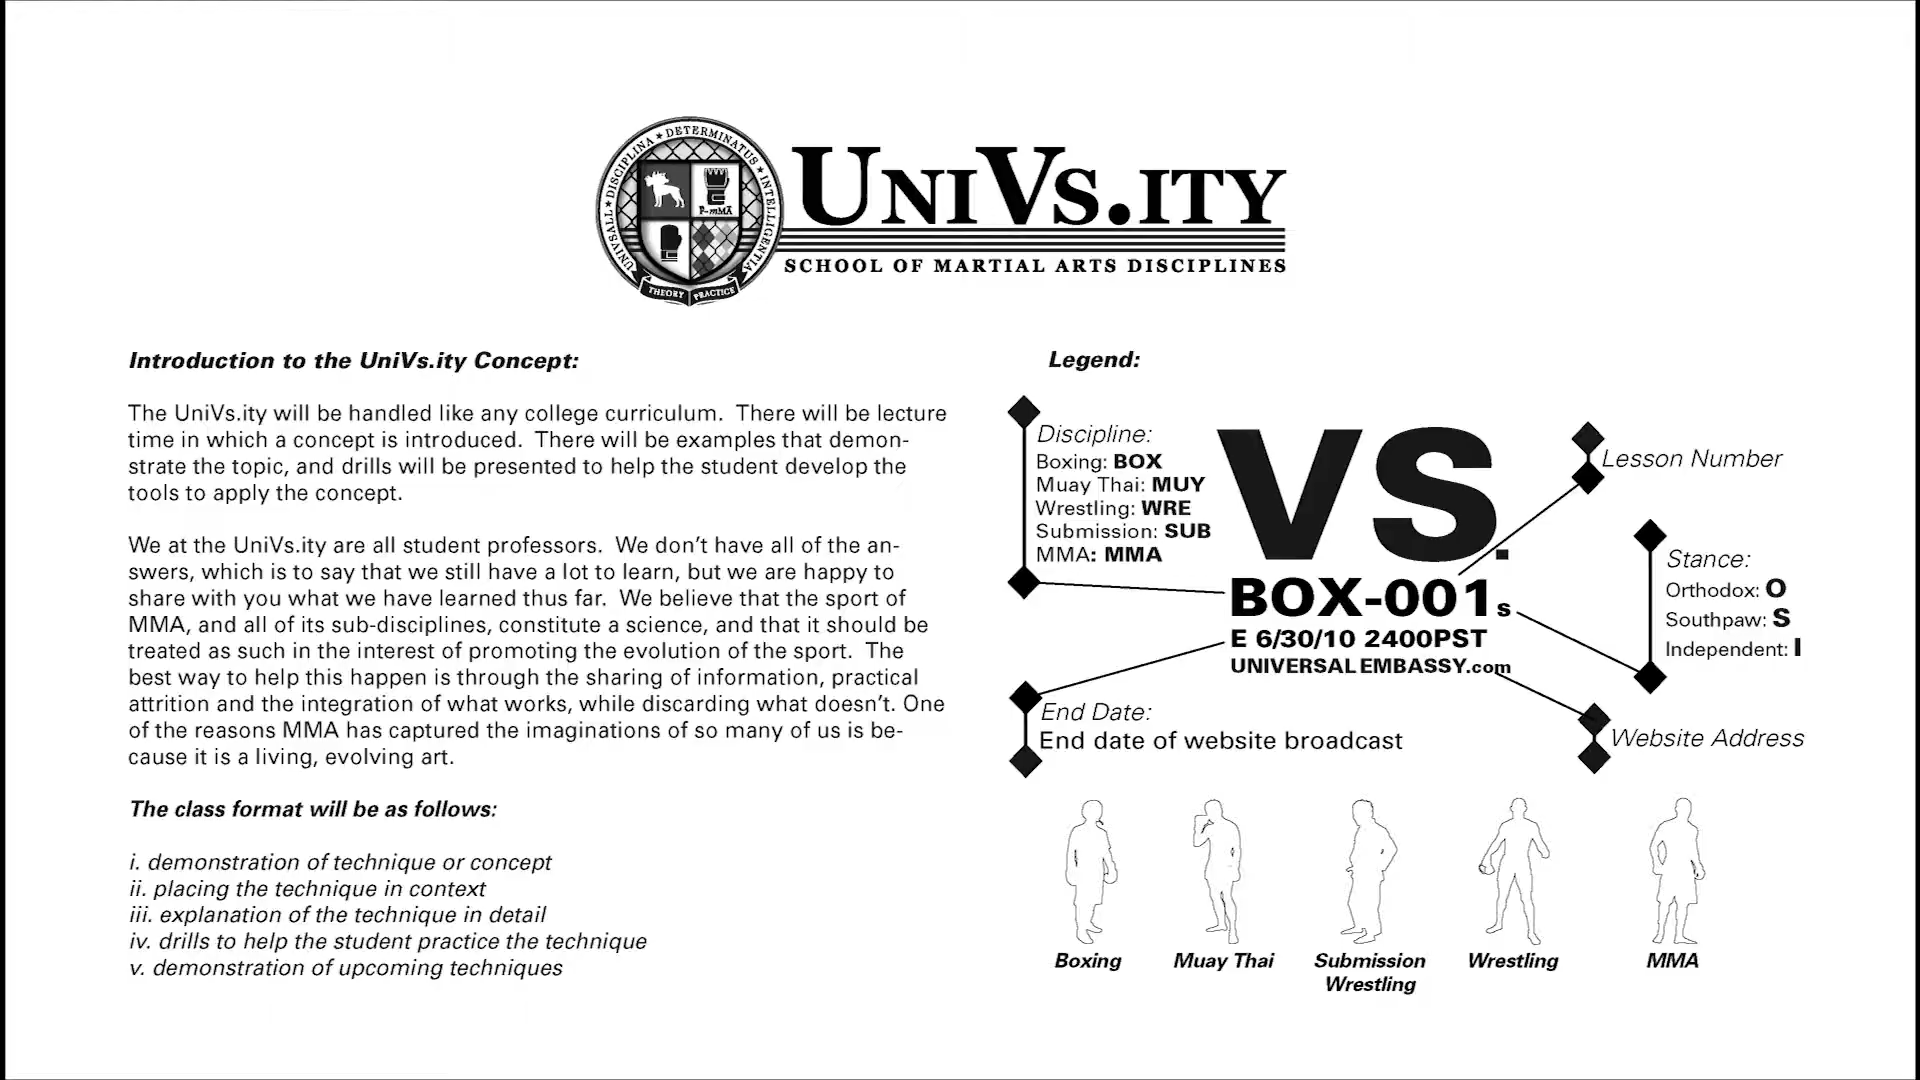 UNIVSALL ★ DISCIPLINA ★ DETERMINATUS ★ INTELLIGENTIA
P-mMA
THEORY PRACTICE
UNIVS.ITY
SCHOOL OF MARTIAL ARTS DISCIPLINES
Introduction to the UniVs.ity Concept:
The UniVs.ity will be handled like any college curriculum.  There will be lecture
time in which a concept is introduced.  There will be examples that demon-
strate the topic, and drills will be presented to help the student develop the
tools to apply the concept.
We at the UniVs.ity are all student professors.  We don't have all of the an-
swers, which is to say that we still have a lot to learn, but we are happy to
share with you what we have learned thus far.  We believe that the sport of
MMA, and all of its sub-disciplines, constitute a science, and that it should be
treated as such in the interest of promoting the evolution of the sport.  The
best way to help this happen is through the sharing of information, practical
attrition and the integration of what works, while discarding what doesn't. One
of the reasons MMA has captured the imaginations of so many of us is be-
cause it is a living, evolving art.
The class format will be as follows:
i. demonstration of technique or concept
ii. placing the technique in context
iii. explanation of the technique in detail
iv. drills to help the student practice the technique
v. demonstration of upcoming techniques
Legend:
Discipline:
Boxing: BOX
Muay Thai: MUY
Wrestling: WRE
Submission: SUB
MMA: MMA
VS.
BOX-001s
E 6/30/10 2400PST
UNIVERSALEMBASSY.com
Lesson Number
Stance:
Orthodox: O
Southpaw: S
Independent: I
End Date:
End date of website broadcast
Website Address
Boxing
Muay Thai
Submission
Wrestling
Wrestling
MMA